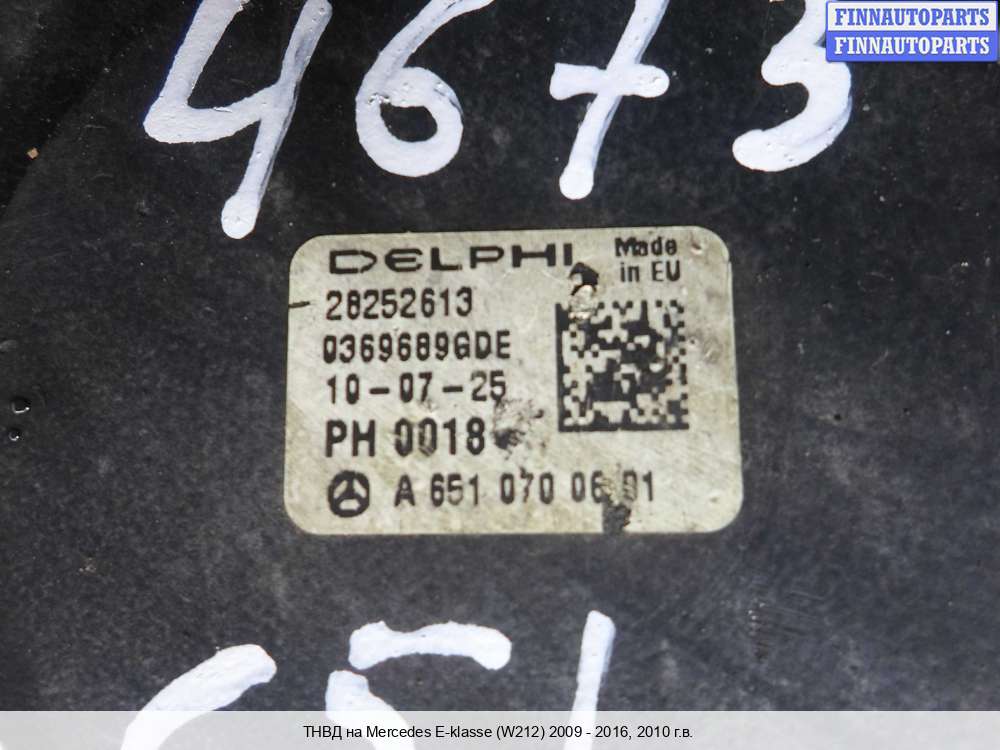 FINNAUTOPARTS
FINNAUTOPARTS
4673
DELPHI
Made
in EU
28252613
0369689GDE
10-07-25
PH 0018
A 651 070 06 01
651
ТНВД на Mercedes E-klasse (W212) 2009 - 2016, 2010 г.в.